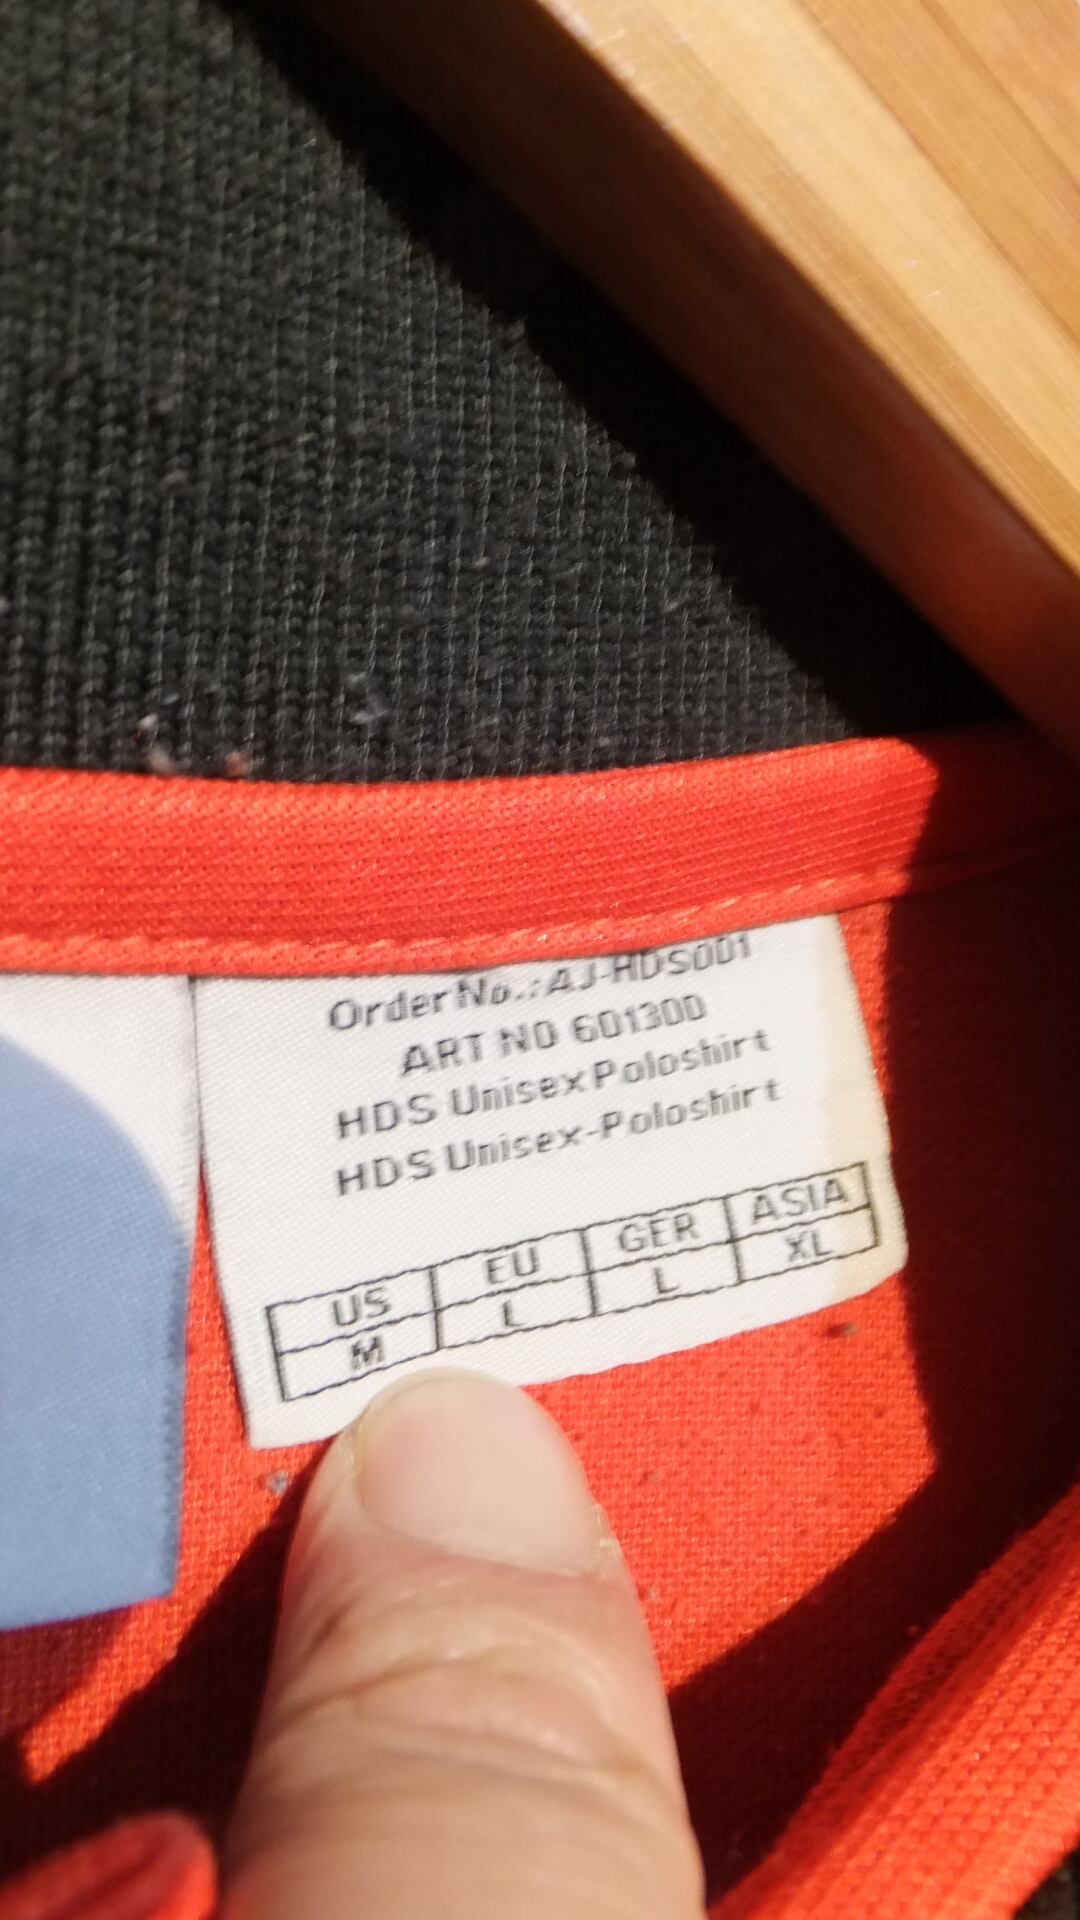 Order No.: AJ-HDS001
ART NO 601300
HDS Unisex Poloshirt
HDS Unisex-Poloshirt
US EU GER ASIA
M L L XL